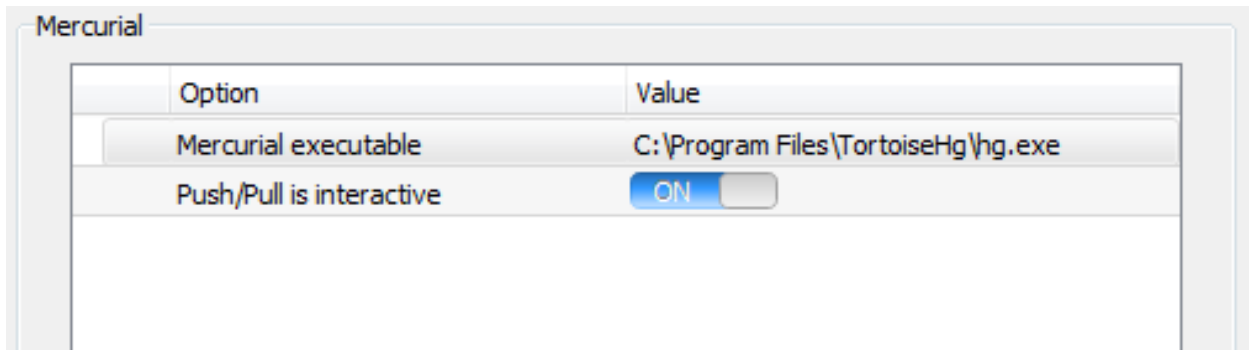 Mercurial
Option Value
Mercurial executable C:\Program Files\TortoiseHg\hg.exe
Push/Pull is interactive ON